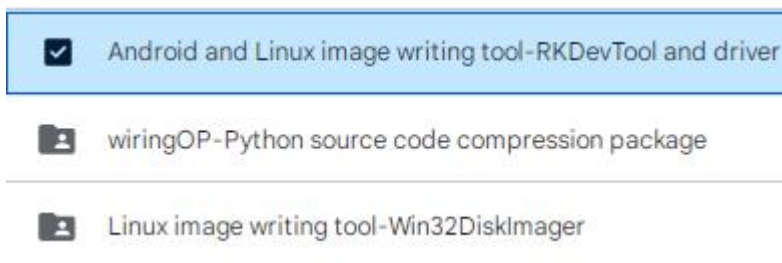 Android and Linux image writing tool-RKDevTool and driver
wiringOP-Python source code compression package
Linux image writing tool-Win32DiskImager